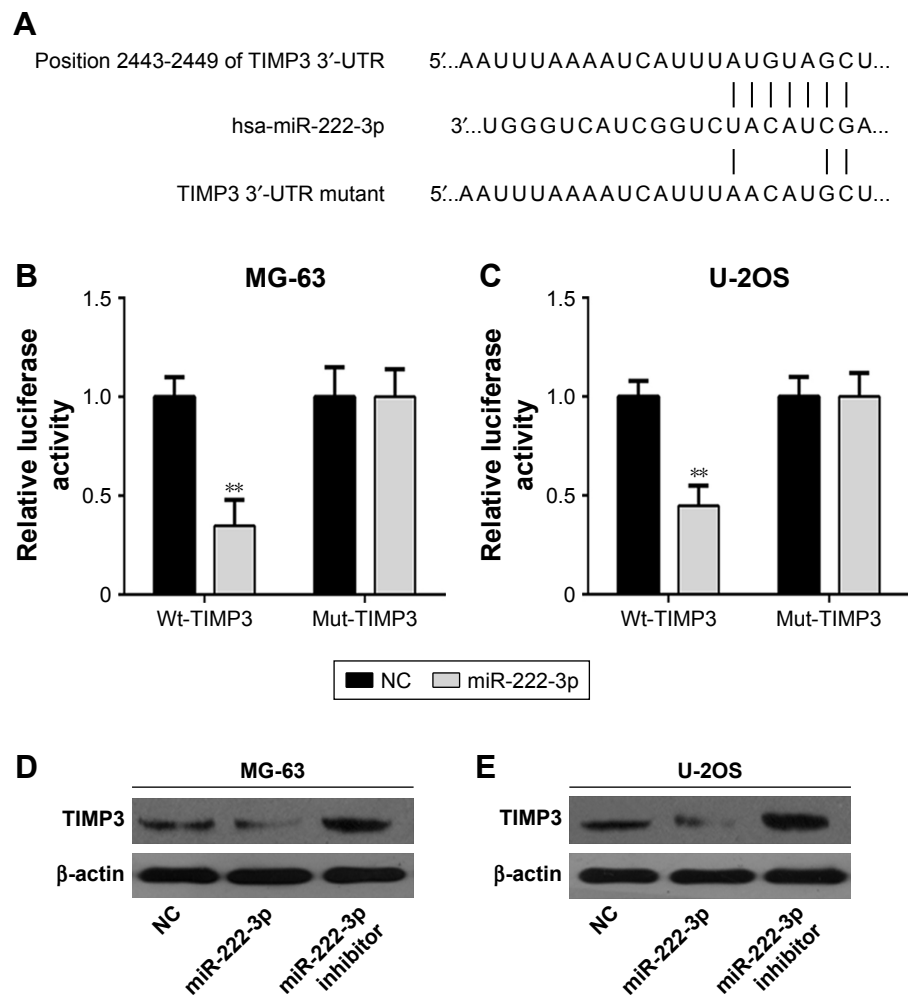 A
Position 2443-2449 of TIMP3 3′-UTR 5′...AAUUUAAAAUCAUUUAUGUAGCU...
hsa-miR-222-3p 3′...UGGGUCAUCGGUCUACAUCGA...
TIMP3 3′-UTR mutant 5′...AAUUUAAAAUCAUUUAACAUGCU...
B
MG-63
Relative luciferase
activity
1.5
1.0
0.5
0
**
Wt-TIMP3 Mut-TIMP3
C
U-2OS
Relative luciferase
activity
1.5
1.0
0.5
0
**
Wt-TIMP3 Mut-TIMP3
NC miR-222-3p
D
MG-63
TIMP3
β-actin
NC
miR-222-3p
miR-222-3p
inhibitor
E
U-2OS
TIMP3
β-actin
NC
miR-222-3p
miR-222-3p
inhibitor